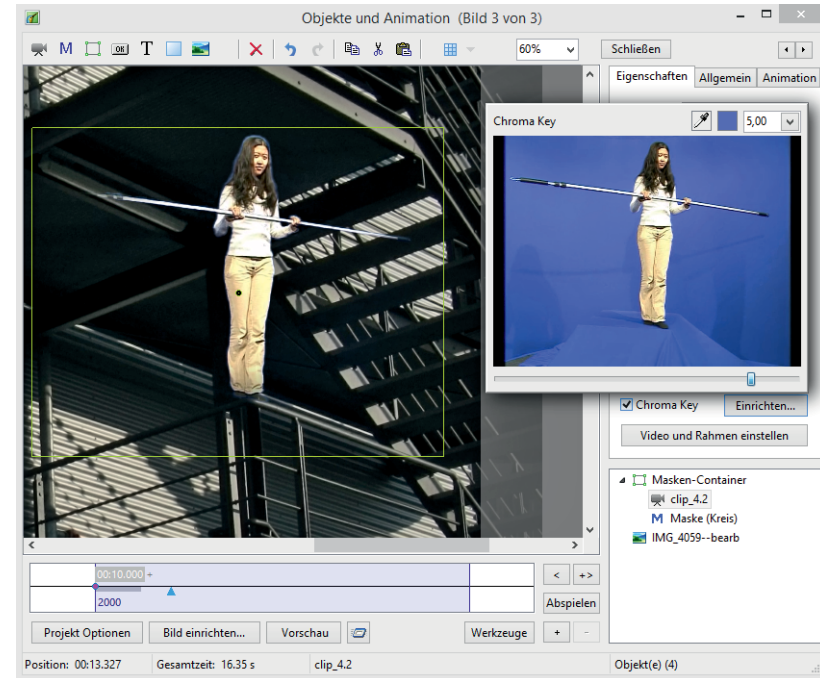 Objekte und Animation (Bild 3 von 3)
M OK T 60% Schließen
Eigenschaften Allgemein Animation
Chroma Key 5,00
Chroma Key Einrichten...
Video und Rahmen einstellen
Masken-Container
clip_4.2
M Maske (Kreis)
IMG_4059--bearb
00:10.000 + < +>
2000 Abspielen
Projekt Optionen Bild einrichten... Vorschau Werkzeuge + -
Position: 00:13.327 Gesamtzeit: 16.35 s clip_4.2 Objekt(e) (4)